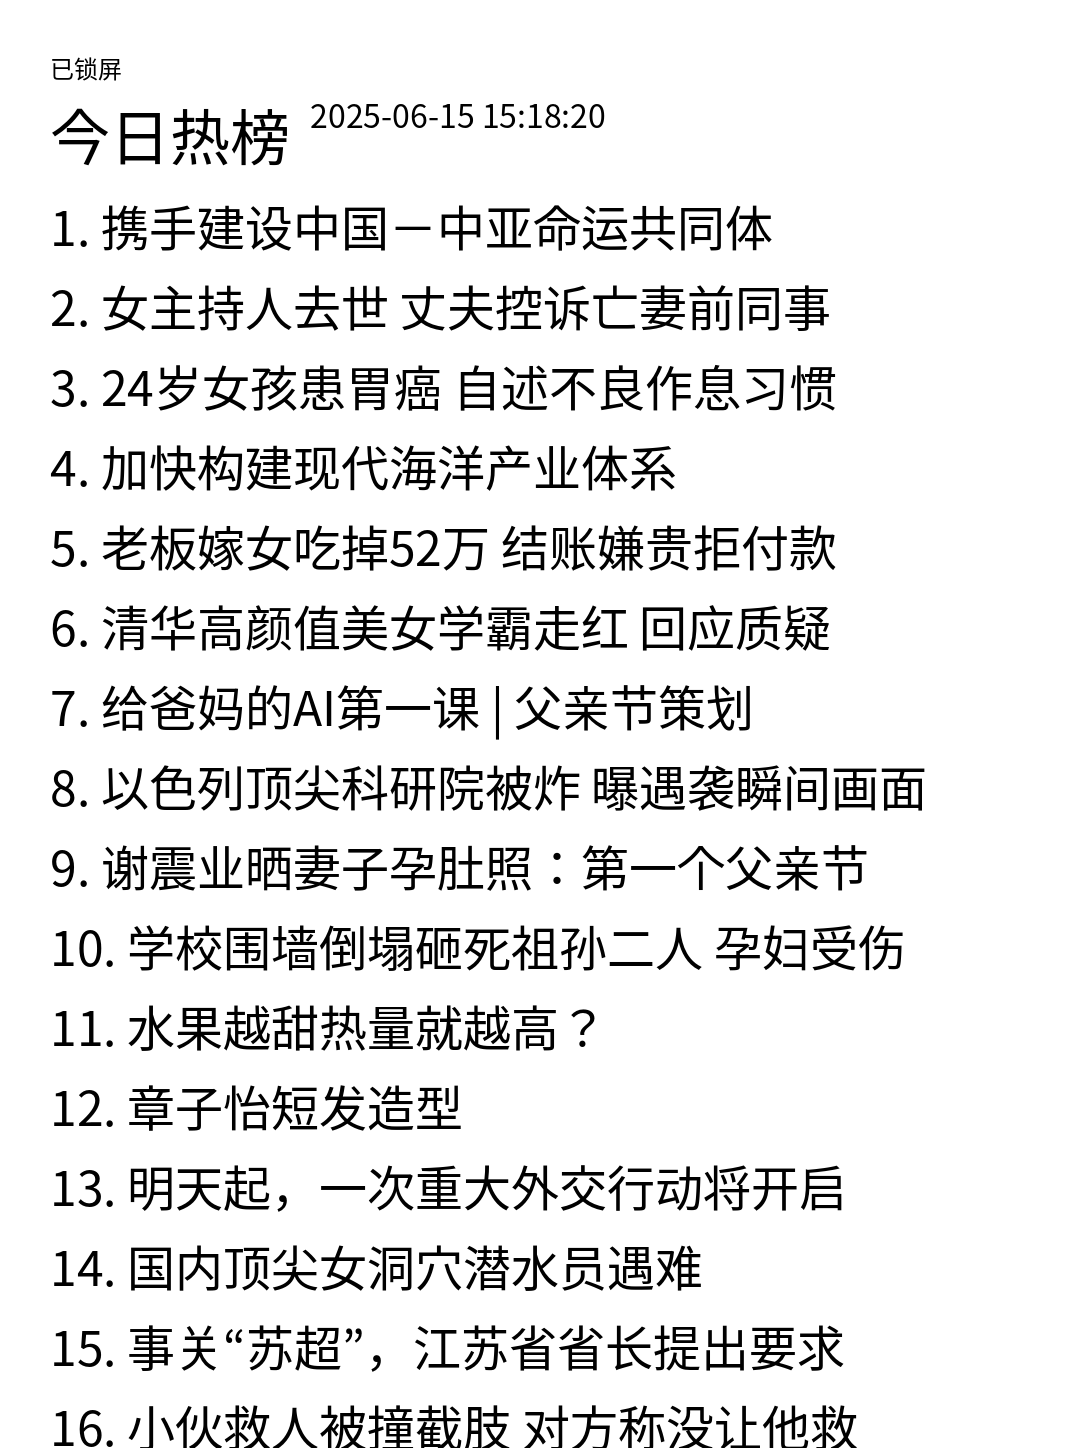 已锁屏
今日热榜 2025-06-15 15:18:20
1. 携手建设中国－中亚命运共同体
2. 女主持人去世 丈夫控诉亡妻前同事
3. 24岁女孩患胃癌 自述不良作息习惯
4. 加快构建现代海洋产业体系
5. 老板嫁女吃掉52万 结账嫌贵拒付款
6. 清华高颜值美女学霸走红 回应质疑
7. 给爸妈的AI第一课 | 父亲节策划
8. 以色列顶尖科研院被炸 曝遇袭瞬间画面
9. 谢震业晒妻子孕肚照：第一个父亲节
10. 学校围墙倒塌砸死祖孙二人 孕妇受伤
11. 水果越甜热量就越高？
12. 章子怡短发造型
13. 明天起，一次重大外交行动将开启
14. 国内顶尖女洞穴潜水员遇难
15. 事关“苏超”，江苏省省长提出要求
16. 小伙救人被撞截肢 对方称没让他救